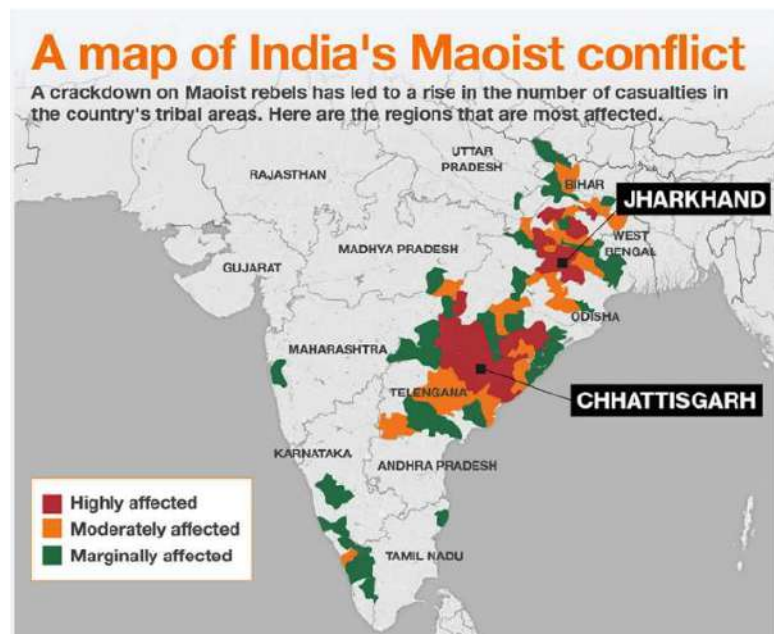 A map of India's Maoist conflict
A crackdown on Maoist rebels has led to a rise in the number of casualties in
the country's tribal areas. Here are the regions that are most affected.
UTTAR
PRADESH
RAJASTHAN
BIHAR
JHARKHAND
WEST
BENGAL
MADHYA PRADESH
GUJARAT
ODISHA
MAHARASHTRA
TELENGANA
CHHATTISGARH
KARNATAKA
ANDHRA PRADESH
Highly affected
Moderately affected
Marginally affected
TAMIL NADU